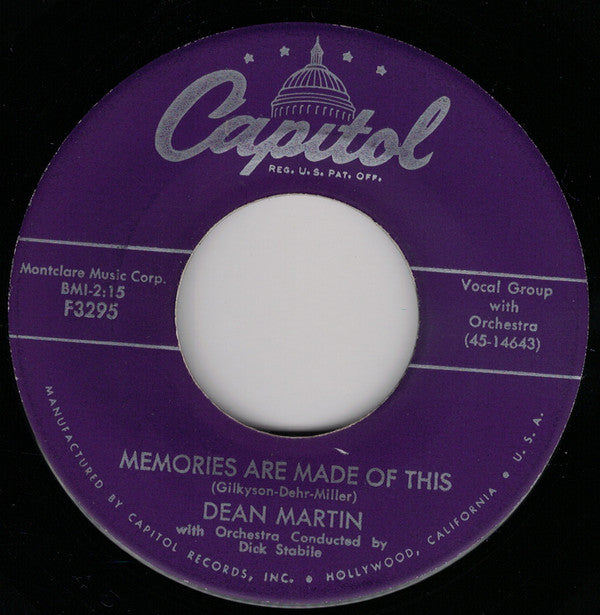 Capitol
REG. U.S. PAT. OFF.
Montclare Music Corp.
BMI-2:15
F3295
Vocal Group
with
Orchestra
(45-14643)
MEMORIES ARE MADE OF THIS
(Gilkyson-Dehr-Miller)
DEAN MARTIN
with Orchestra Conducted by
Dick Stabile
MANUFACTURED BY CAPITOL RECORDS, INC. • HOLLYWOOD, CALIFORNIA • U.S.A.